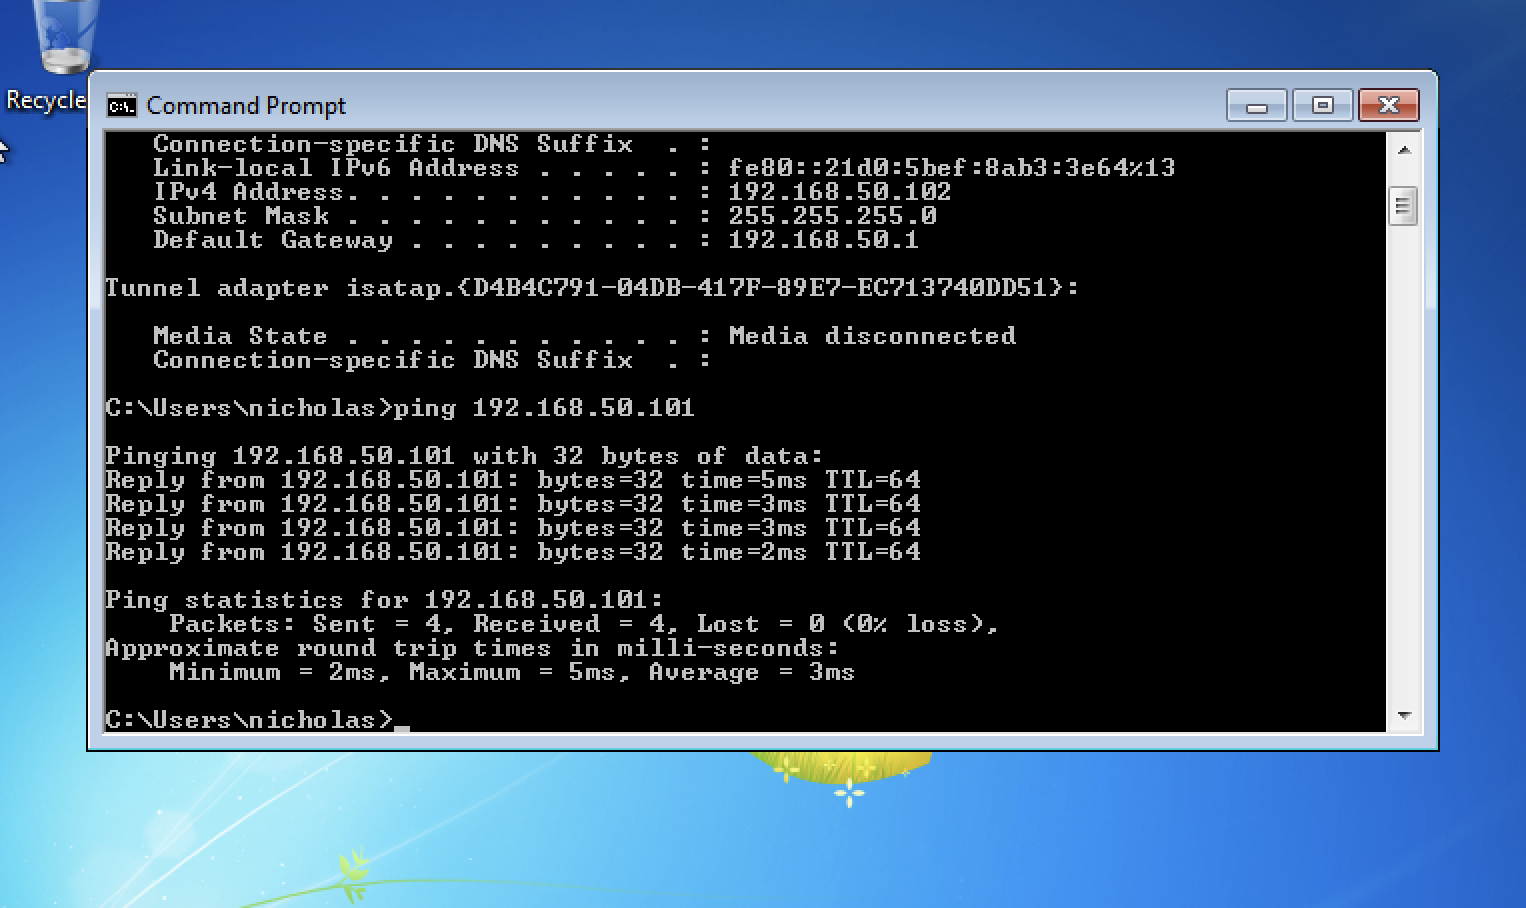 Recycle
Command Prompt
Connection-specific DNS Suffix  . :
Link-local IPv6 Address . . . . . : fe80::21d0:5bef:8ab3:3e64%13
IPv4 Address. . . . . . . . . . . : 192.168.50.102
Subnet Mask . . . . . . . . . . . : 255.255.255.0
Default Gateway . . . . . . . . . : 192.168.50.1
Tunnel adapter isatap.{D4B4C791-04DB-417F-89E7-EC713740DD51}:
Media State . . . . . . . . . . . : Media disconnected
Connection-specific DNS Suffix  . :
C:\Users\nicholas>ping 192.168.50.101
Pinging 192.168.50.101 with 32 bytes of data:
Reply from 192.168.50.101: bytes=32 time=5ms TTL=64
Reply from 192.168.50.101: bytes=32 time=3ms TTL=64
Reply from 192.168.50.101: bytes=32 time=3ms TTL=64
Reply from 192.168.50.101: bytes=32 time=2ms TTL=64
Ping statistics for 192.168.50.101:
Packets: Sent = 4, Received = 4, Lost = 0 (0% loss),
Approximate round trip times in milli-seconds:
Minimum = 2ms, Maximum = 5ms, Average = 3ms
C:\Users\nicholas>_